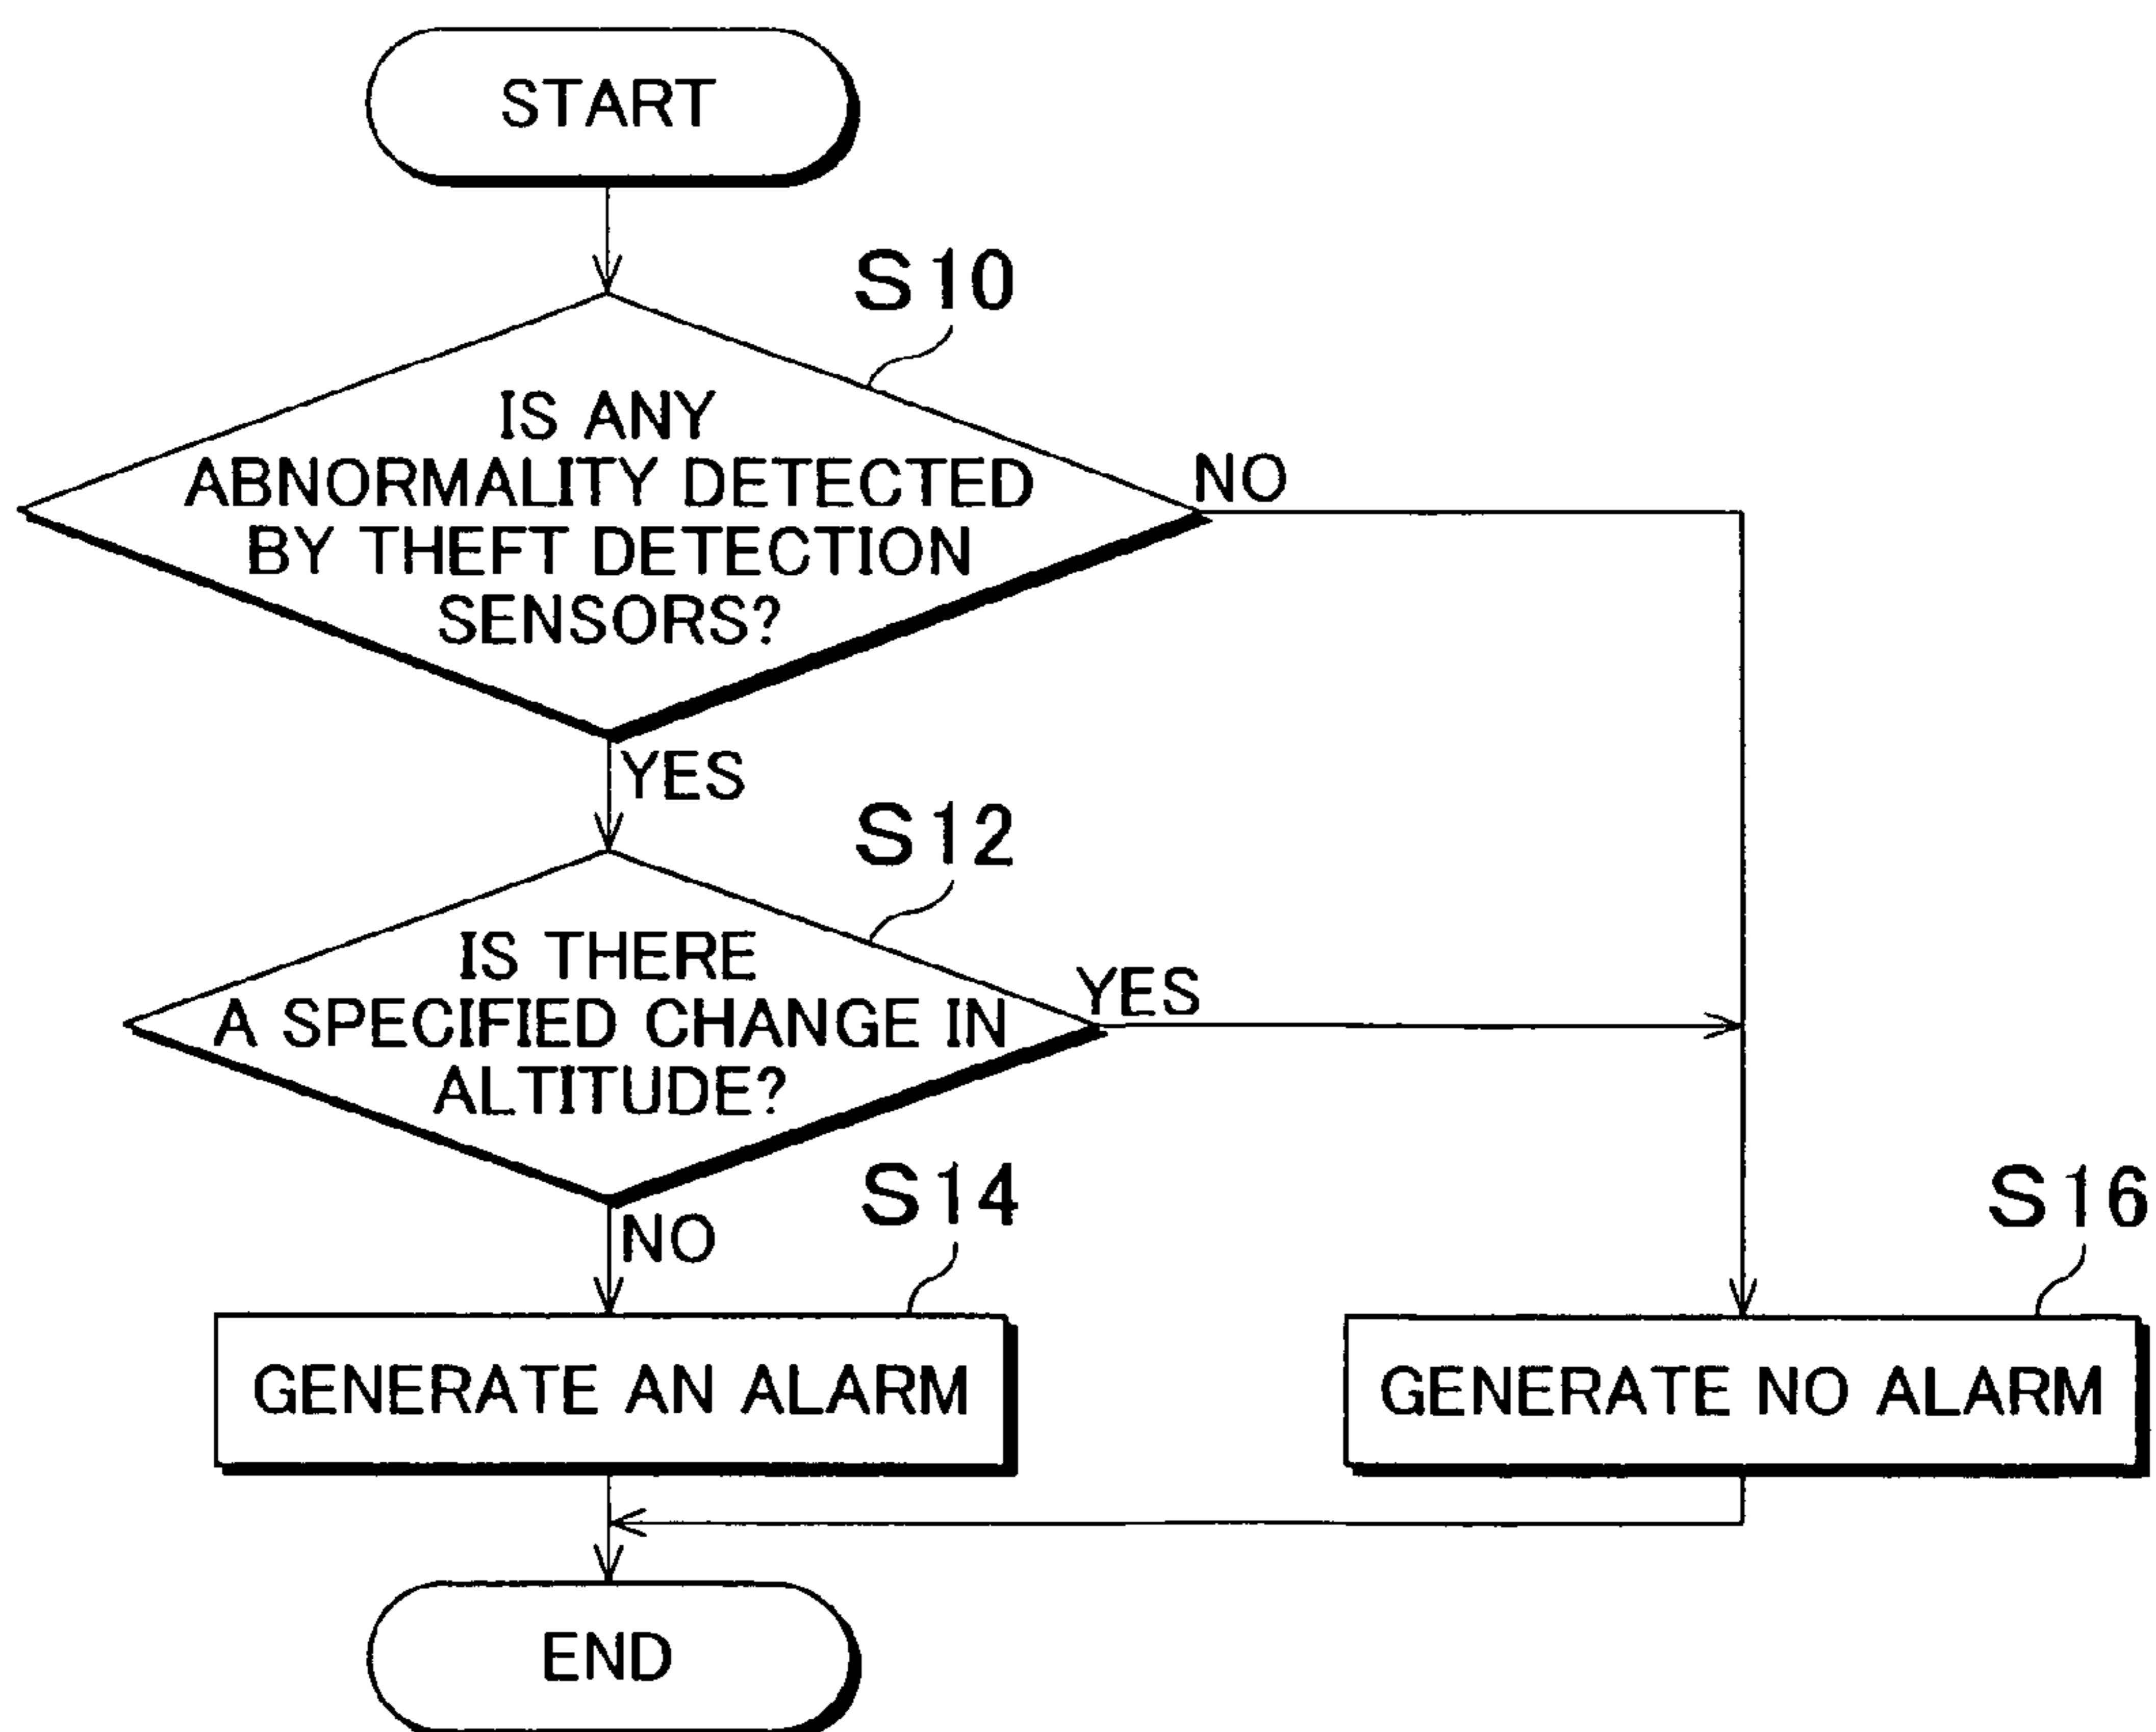 START
S10
IS ANY
ABNORMALITY DETECTED
BY THEFT DETECTION
SENSORS?
NO
YES
S12
IS THERE
A SPECIFIED CHANGE IN
ALTITUDE?
YES
NO
S14
S16
GENERATE AN ALARM
GENERATE NO ALARM
END